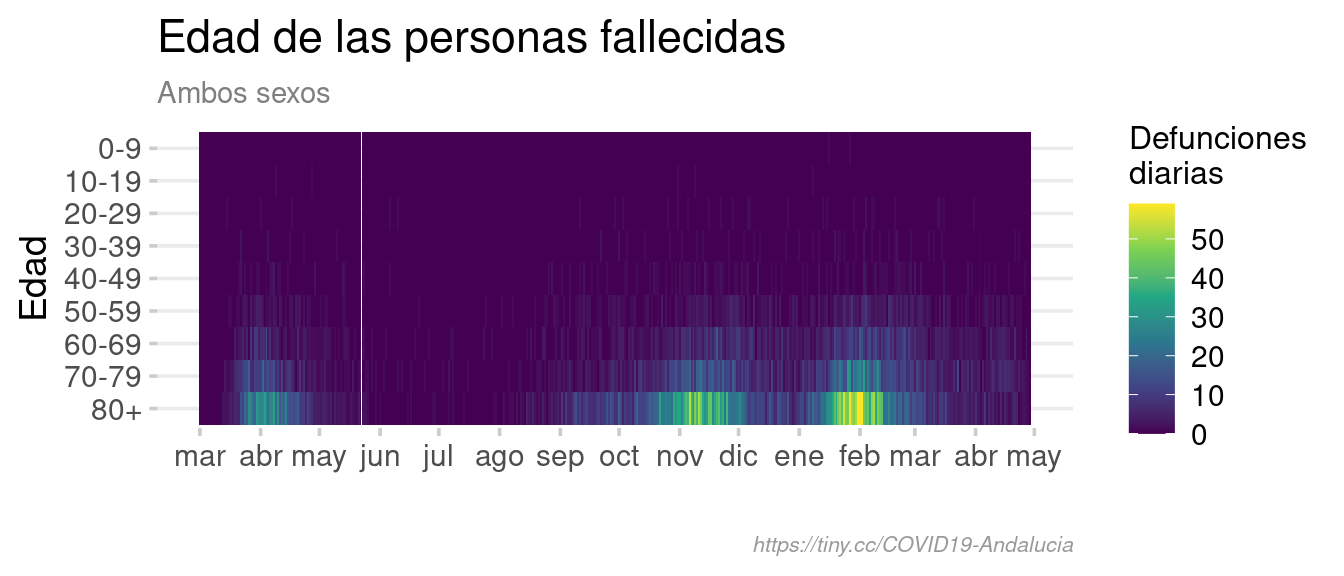 Edad de las personas fallecidas
Ambos sexos
Edad
0-9
10-19
20-29
30-39
40-49
50-59
60-69
70-79
80+
mar abr may jun jul ago sep oct nov dic ene feb mar abr may
Defunciones
diarias
50
40
30
20
10
0
https://tiny.cc/COVID19-Andalucia